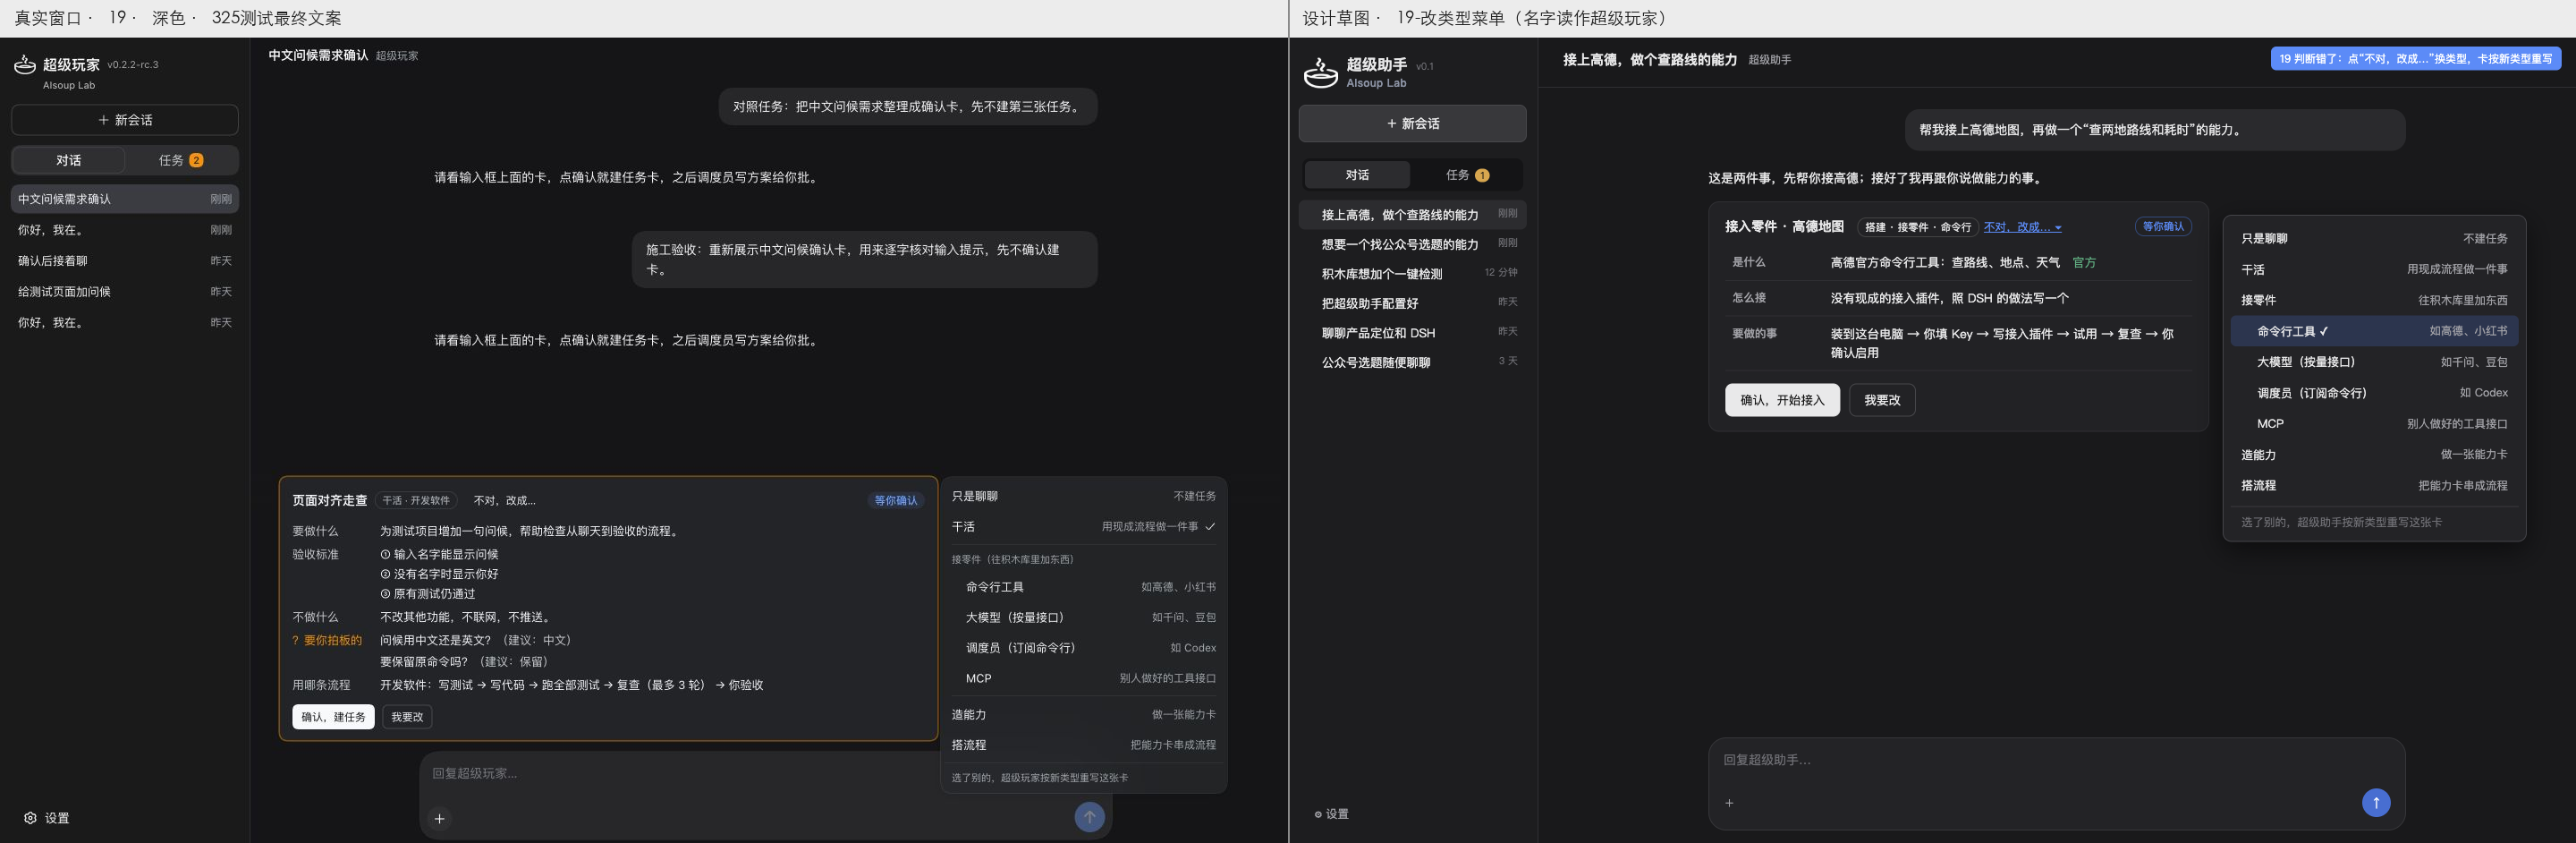 真实窗口 · 19 · 深色 · 325测试最终文案
超级玩家 v0.2.2-rc.3
AIsoup Lab
+ 新会话
对话 任务 2
中文问候需求确认 刚刚
你好，我在。 刚刚
确认后接着聊 昨天
给测试页面加问候 昨天
你好，我在。 昨天
设置
中文问候需求确认 超级玩家
对照任务：把中文问候需求整理成确认卡，先不建第三张任务。
请看输入框上面的卡，点确认就建任务卡，之后调度员写方案给你批。
施工验收：重新展示中文问候确认卡，用来逐字核对输入提示，先不确认建
卡。
请看输入框上面的卡，点确认就建任务卡，之后调度员写方案给你批。
页面对齐走查 干活 · 开发软件 不对，改成... 等你确认
要做什么 为测试项目增加一句问候，帮助检查从聊天到验收的流程。
验收标准 ① 输入名字能显示问候
② 没有名字时显示你好
③ 原有测试仍通过
不做什么 不改其他功能，不联网，不推送。
? 要你拍板的 问候用中文还是英文？（建议：中文）
要保留原命令吗？（建议：保留）
用哪条流程 开发软件：写测试 → 写代码 → 跑全部测试 → 复查（最多 3 轮） → 你验收
确认，建任务 我要改
只是聊聊 不建任务
干活 用现成流程做一件事 ✓
接零件（往积木库里加东西）
命令行工具 如高德、小红书
大模型（按量接口） 如千问、豆包
调度员（订阅命令行） 如 Codex
MCP 别人做好的工具接口
造能力 做一张能力卡
搭流程 把能力卡串成流程
选了别的，超级玩家按新类型重写这张卡
回复超级玩家...
+
设计草图 · 19-改类型菜单（名字读作超级玩家）
超级助手 v0.1
AIsoup Lab
+ 新会话
对话 任务 1
接上高德，做个查路线的能力 刚刚
想要一个找公众号选题的能力 刚刚
积木库想加个一键检测 12 分钟
把超级助手配置好 昨天
聊聊产品定位和 DSH 昨天
公众号选题随便聊聊 3 天
设置
接上高德，做个查路线的能力 超级助手
19 判断错了：点“不对，改成…”换类型，卡按新类型重写
帮我接上高德地图，再做一个“查两地路线和耗时”的能力。
这是两件事，先帮你接高德；接好了我再跟你说做能力的事。
接入零件 · 高德地图 搭建 · 接零件 · 命令行 不对，改成… ▾ 等你确认
是什么 高德官方命令行工具：查路线、地点、天气 官方
怎么接 没有现成的接入插件，照 DSH 的做法写一个
要做的事 装到这台电脑 → 你填 Key → 写接入插件 → 试用 → 复查 → 你
确认启用
确认，开始接入 我要改
只是聊聊 不建任务
干活 用现成流程做一件事
接零件 往积木库里加东西
命令行工具 ✓ 如高德、小红书
大模型（按量接口） 如千问、豆包
调度员（订阅命令行） 如 Codex
MCP 别人做好的工具接口
造能力 做一张能力卡
搭流程 把能力卡串成流程
选了别的，超级助手按新类型重写这张卡
回复超级助手…
+